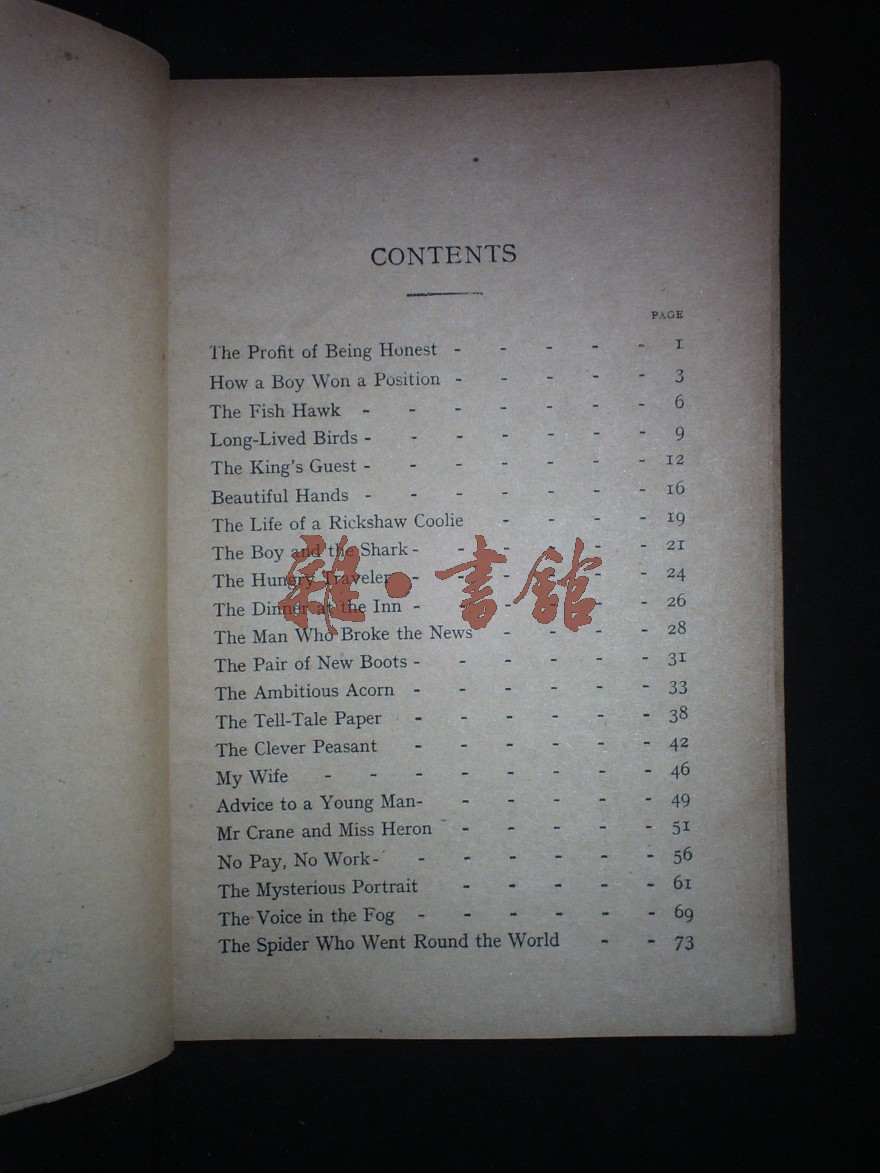 CONTENTS
PAGE
The Profit of Being Honest - - - - - 1
How a Boy Won a Position - - - - - 3
The Fish Hawk - - - - - - - 6
Long-Lived Birds - - - - - - - 9
The King's Guest - - - - - - - 12
Beautiful Hands - - - - - - - 16
The Life of a Rickshaw Coolie - - - - 19
The Boy and the Shark - - - - - - 21
The Hungry Traveler - - - - - - 24
The Dinner at the Inn - - - - - - 26
The Man Who Broke the News - - - - 28
The Pair of New Boots - - - - - - 31
The Ambitious Acorn - - - - - - 33
The Tell-Tale Paper - - - - - - 38
The Clever Peasant - - - - - - 42
My Wife - - - - - - - - 46
Advice to a Young Man - - - - - - 49
Mr Crane and Miss Heron - - - - - 51
No Pay, No Work - - - - - - - 56
The Mysterious Portrait - - - - - 61
The Voice in the Fog - - - - - - 69
The Spider Who Went Round the World - - 73
雜·書館